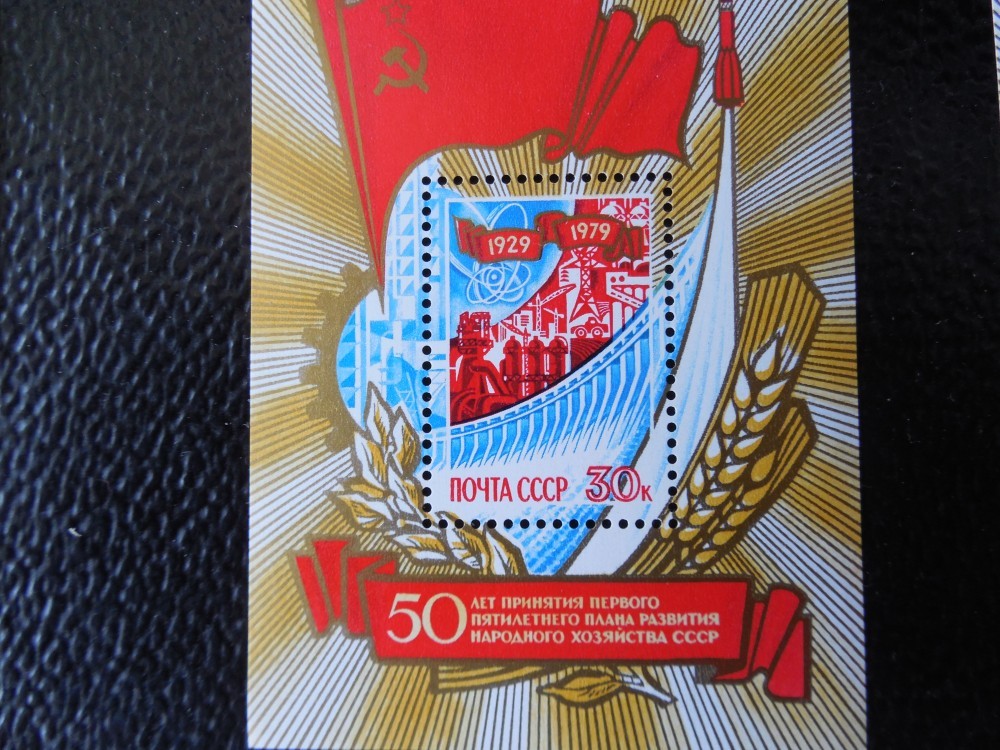 1929 1979
ПОЧТА СССР 30к
50 ЛЕТ ПРИНЯТИЯ ПЕРВОГО
ПЯТИЛЕТНЕГО ПЛАНА РАЗВИТИЯ
НАРОДНОГО ХОЗЯЙСТВА СССР